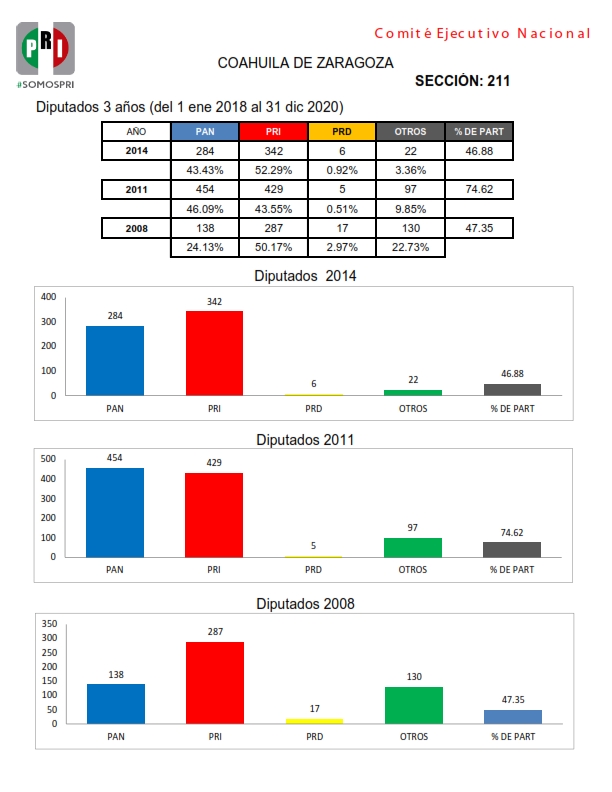 Comité Ejecutivo Nacional
PRI
#SOMOSPRI
COAHUILA DE ZARAGOZA
SECCIÓN: 211
Diputados 3 años (del 1 ene 2018 al 31 dic 2020)
AÑO PAN PRI PRD OTROS % DE PART
2014 284 342 6 22 46.88
43.43% 52.29% 0.92% 3.36%
2011 454 429 5 97 74.62
46.09% 43.55% 0.51% 9.85%
2008 138 287 17 130 47.35
24.13% 50.17% 2.97% 22.73%
Diputados 2014
400
300
200
100
0
284 342 6 22 46.88
PAN PRI PRD OTROS % DE PART
Diputados 2011
500
400
300
200
100
0
454 429 5 97 74.62
PAN PRI PRD OTROS % DE PART
Diputados 2008
350
300
250
200
150
100
50
0
138 287 17 130 47.35
PAN PRI PRD OTROS % DE PART